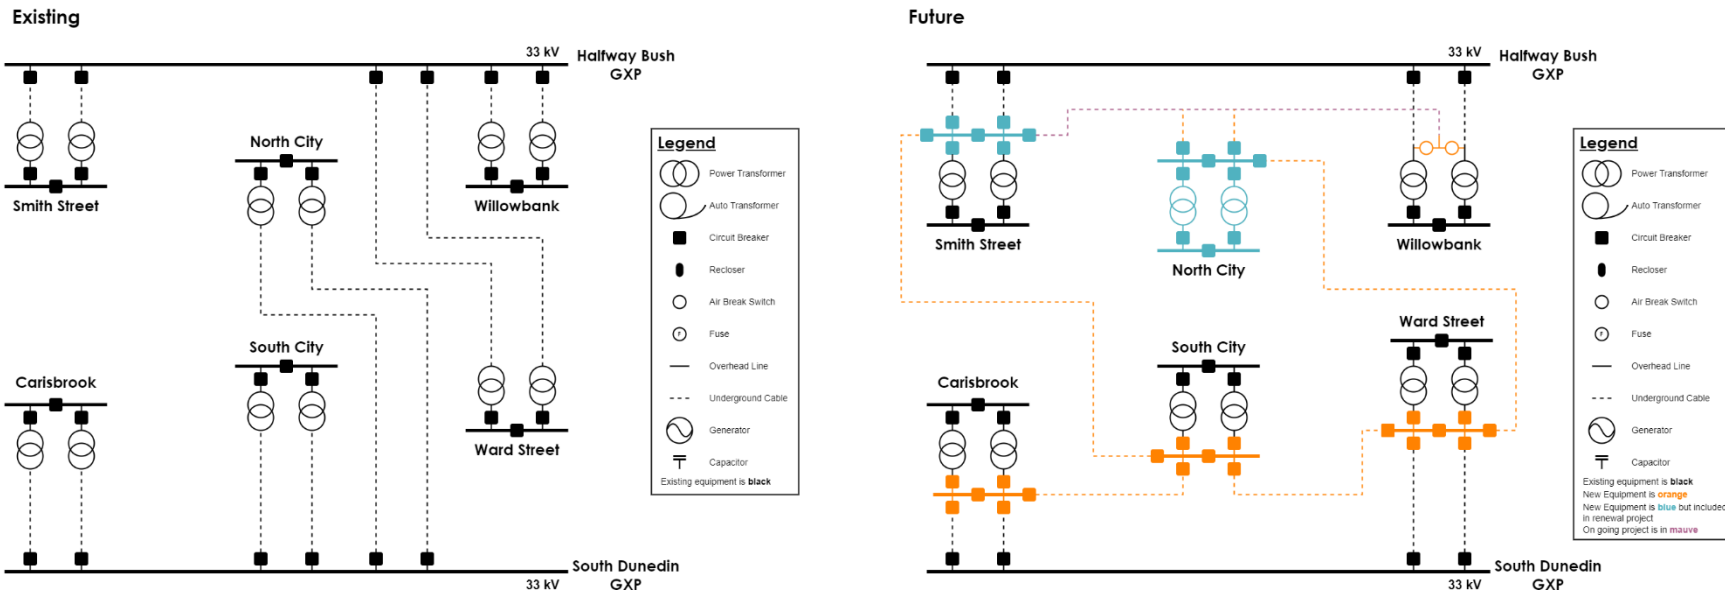 Existing
33 kV
Halfway Bush
GXP
North City
Smith Street
Willowbank
South City
Carisbrook
Ward Street
South Dunedin
33 kV
GXP
Legend
Power Transformer
Auto Transformer
Circuit Breaker
Recloser
Air Break Switch
F
Fuse
Overhead Line
Underground Cable
Generator
Capacitor
Existing equipment is black
Future
33 kV
Halfway Bush
GXP
Smith Street
Willowbank
North City
Ward Street
South City
Carisbrook
South Dunedin
33 kV
GXP
Legend
Power Transformer
Auto Transformer
Circuit Breaker
Recloser
Air Break Switch
F
Fuse
Overhead Line
Underground Cable
Generator
Capacitor
Existing equipment is black
New Equipment is orange
New Equipment is blue but included
in renewal project
On going project is in mauve